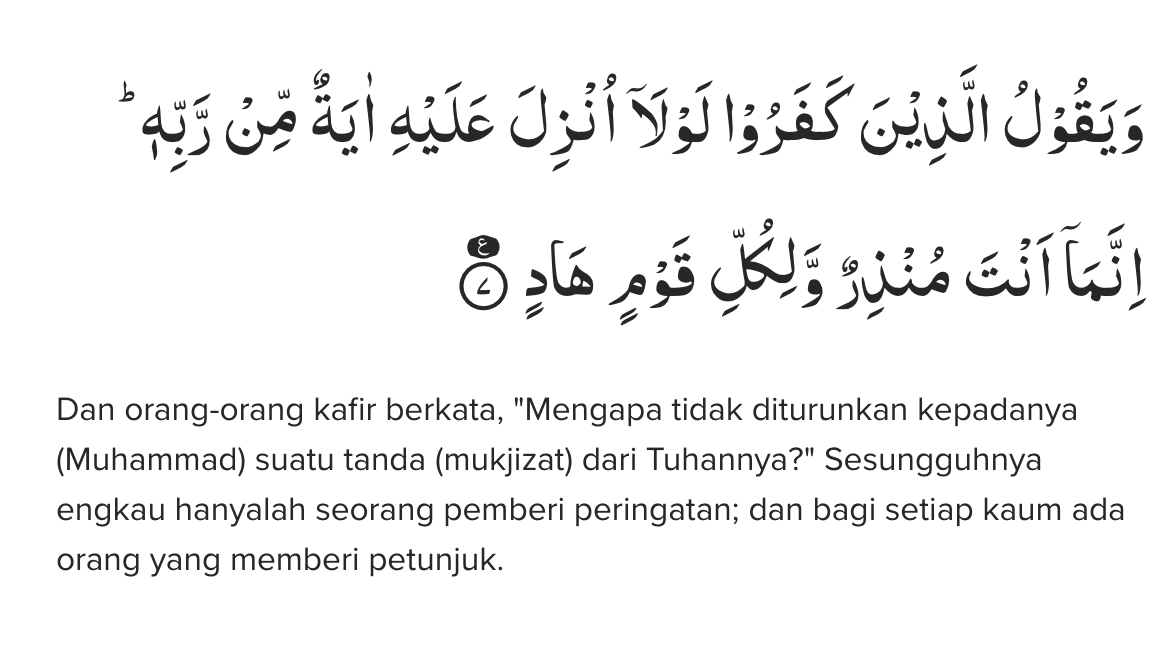 وَيَقُوْلُ الَّذِيْنَ كَفَرُوْا لَوْلَآ اُنْزِلَ عَلَيْهِ اٰيَةٌ مِّنْ رَّبِّهٖ ۗ
اِنَّمَآ اَنْتَ مُنْذِرٌ وَّلِكُلِّ قَوْمٍ هَادٍ ࣖ ٧
Dan orang-orang kafir berkata, "Mengapa tidak diturunkan kepadanya
(Muhammad) suatu tanda (mukjizat) dari Tuhannya?" Sesungguhnya
engkau hanyalah seorang pemberi peringatan; dan bagi setiap kaum ada
orang yang memberi petunjuk.